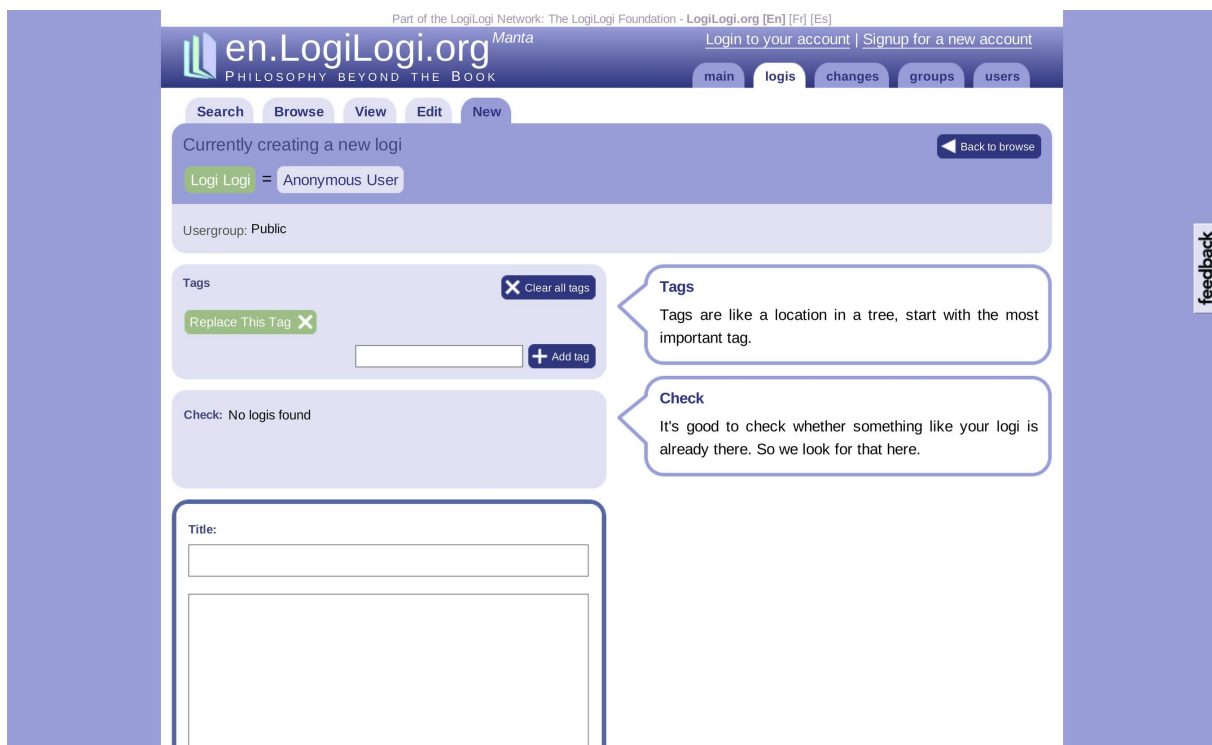 Part of the LogiLogi Network: The LogiLogi Foundation - LogiLogi.org [En] [Fr] [Es]
en.LogiLogi.org Manta
Philosophy beyond the Book
Login to your account | Signup for a new account
main logis changes groups users
Search Browse View Edit New
Currently creating a new logi
Back to browse
Logi Logi = Anonymous User
Usergroup: Public
feedback
Tags
Clear all tags
Replace This Tag
Add tag
Tags
Tags are like a location in a tree, start with the most
important tag.
Check: No logis found
Check
It's good to check whether something like your logi is
already there. So we look for that here.
Title: